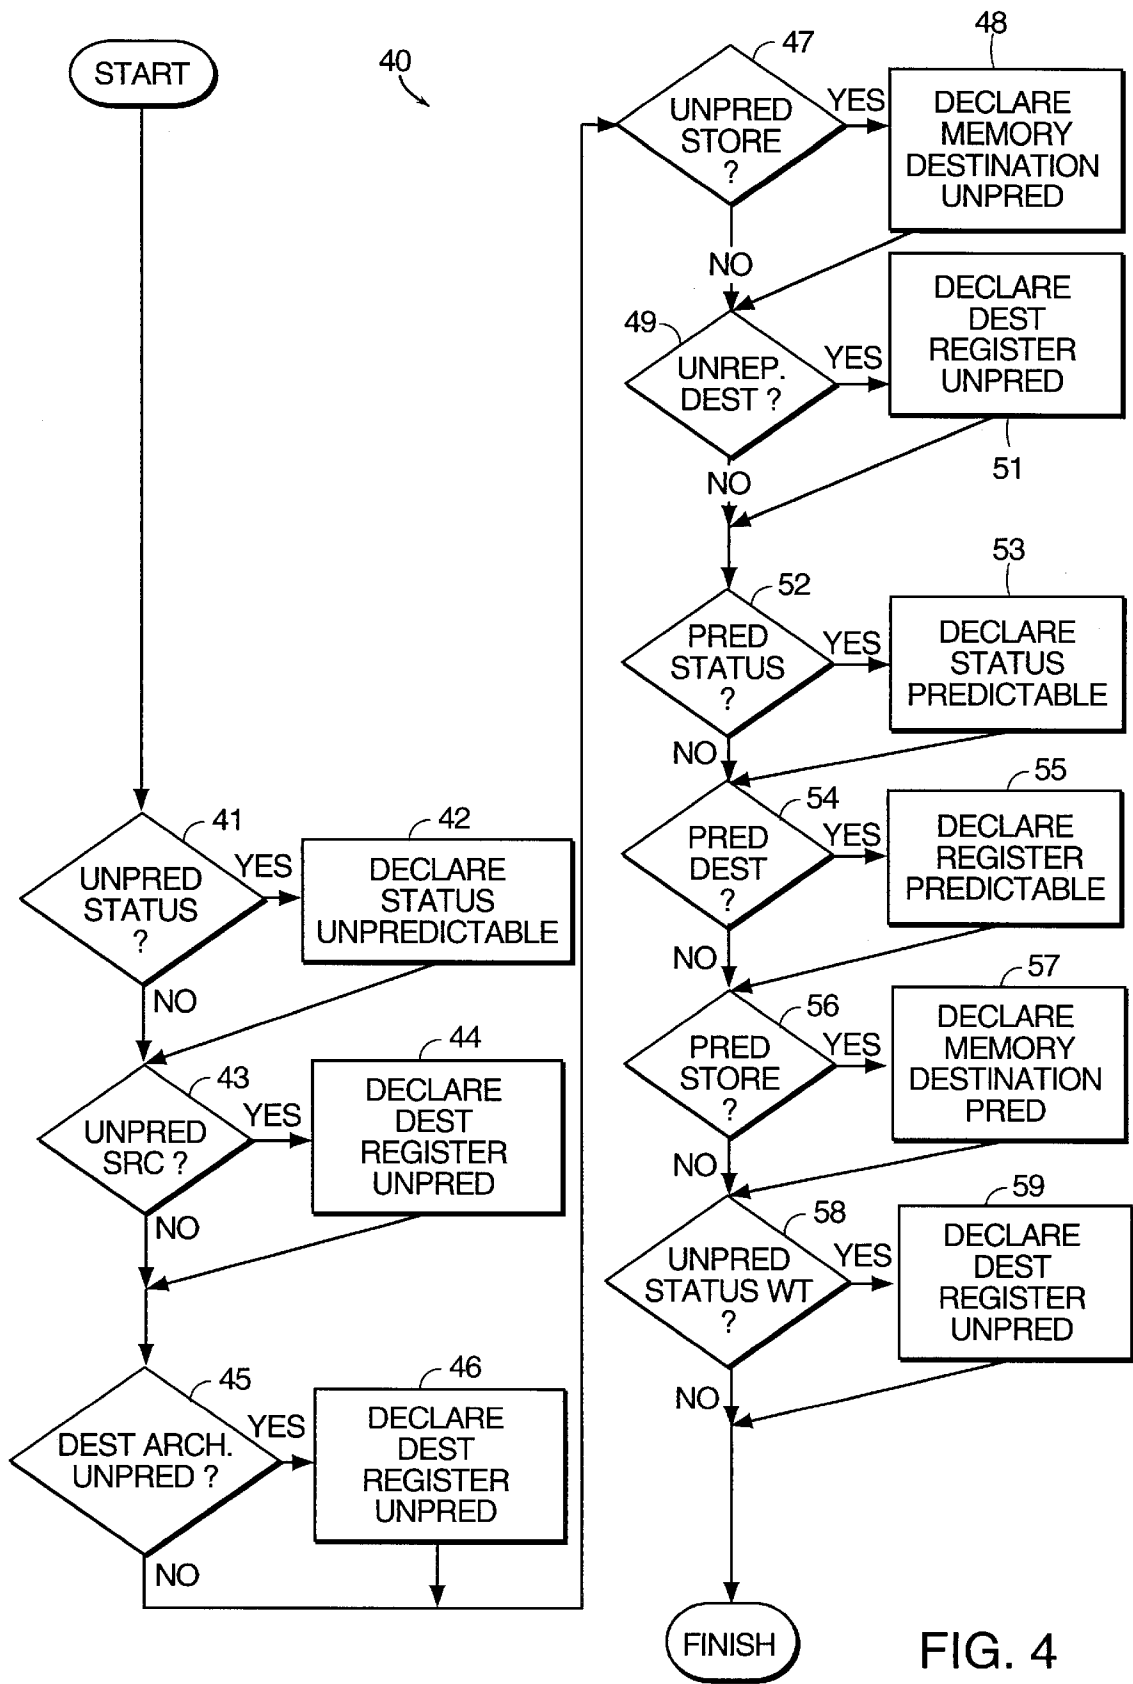 START
40
41
UNPRED
STATUS
?
YES
NO
42
DECLARE
STATUS
UNPREDICTABLE
43
UNPRED
SRC ?
YES
NO
44
DECLARE
DEST
REGISTER
UNPRED
45
DEST ARCH.
UNPRED ?
YES
NO
46
DECLARE
DEST
REGISTER
UNPRED
47
UNPRED
STORE
?
YES
NO
48
DECLARE
MEMORY
DESTINATION
UNPRED
49
UNREP.
DEST ?
YES
NO
DECLARE
DEST
REGISTER
UNPRED
51
52
PRED
STATUS
?
YES
NO
53
DECLARE
STATUS
PREDICTABLE
54
PRED
DEST
?
YES
NO
55
DECLARE
REGISTER
PREDICTABLE
56
PRED
STORE
?
YES
NO
57
DECLARE
MEMORY
DESTINATION
PRED
58
UNPRED
STATUS WT
?
YES
NO
59
DECLARE
DEST
REGISTER
UNPRED
FINISH
FIG. 4